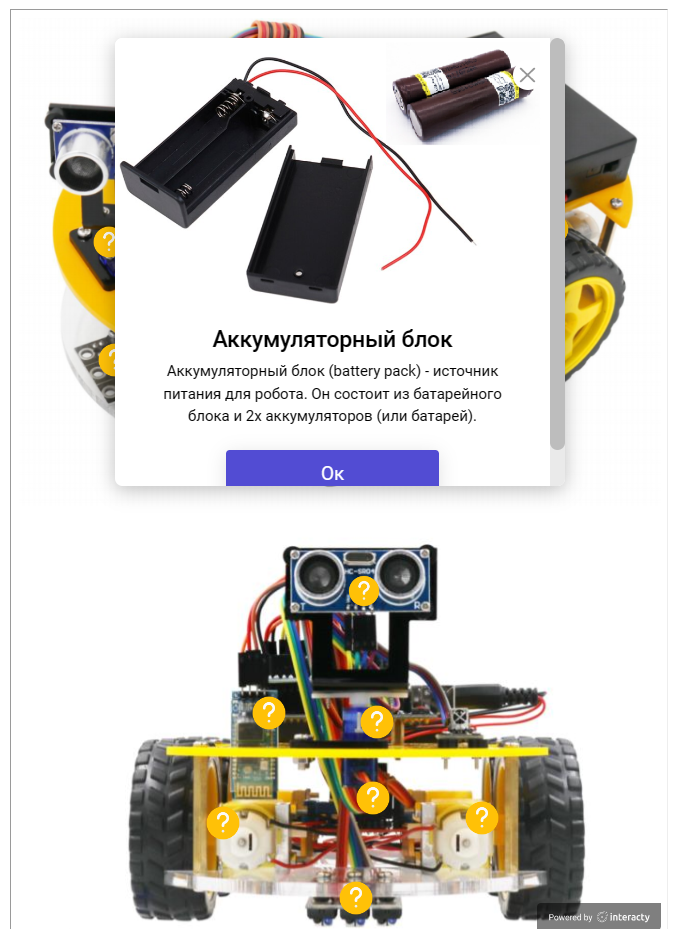 Аккумуляторный блок
Аккумуляторный блок (battery pack) - источник
питания для робота. Он состоит из батарейного
блока и 2х аккумуляторов (или батарей).
Ок
HC-SR04
T
R
?
?
?
?
?
?
?
?
?
Powered by interacty